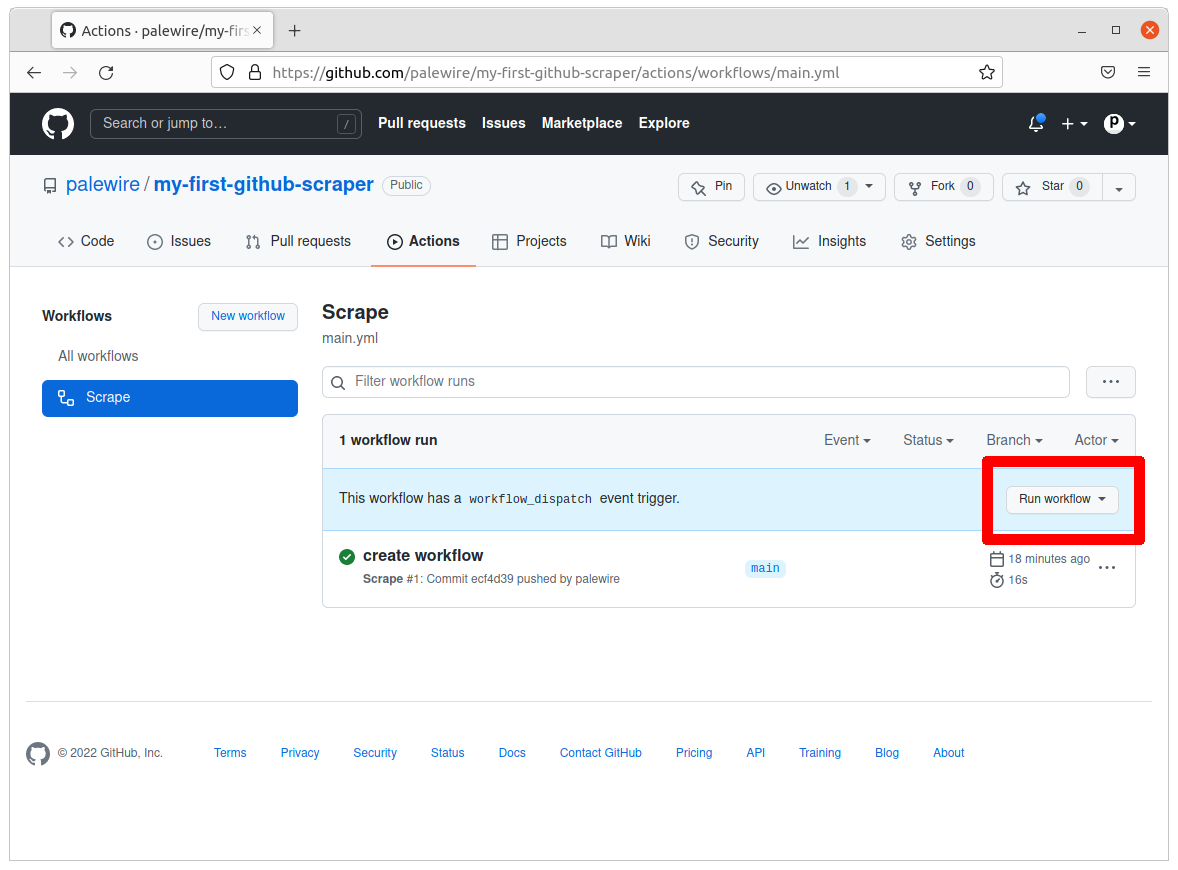 Actions · palewire/my-firs
https://github.com/palewire/my-first-github-scraper/actions/workflows/main.yml
Search or jump to… / Pull requests Issues Marketplace Explore
palewire / my-first-github-scraper Public Pin Unwatch 1 Fork 0 Star 0
Code Issues Pull requests Actions Projects Wiki Security Insights Settings
Workflows New workflow
All workflows
Scrape
Scrape
main.yml
Filter workflow runs
1 workflow run Event Status Branch Actor
This workflow has a workflow_dispatch event trigger. Run workflow
create workflow
Scrape #1: Commit ecf4d39 pushed by palewire
main
18 minutes ago
16s
© 2022 GitHub, Inc. Terms Privacy Security Status Docs Contact GitHub Pricing API Training Blog About